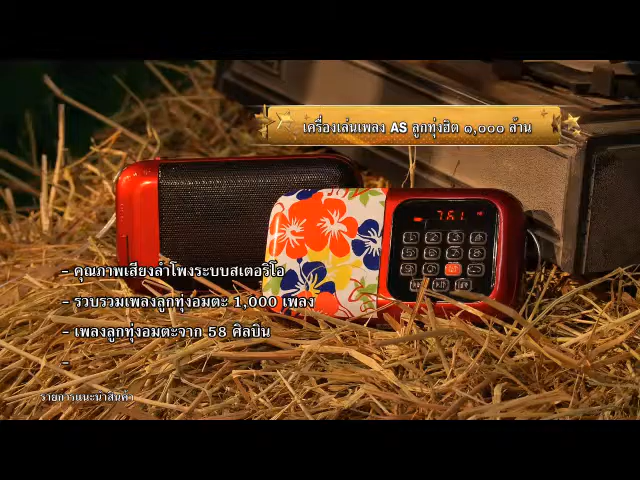 เครื่องเล่นเพลง AS ลูกทุ่งฮิต ๑,๐๐๐ ล้าน
761
- คุณภาพเสียงลำโพงระบบสเตอริโอ
- รวบรวมเพลงลูกทุ่งอมตะ 1,000 เพลง
- เพลงลูกทุ่งอมตะจาก 58 ศิลปิน
-
รายการแนะนำสินค้า